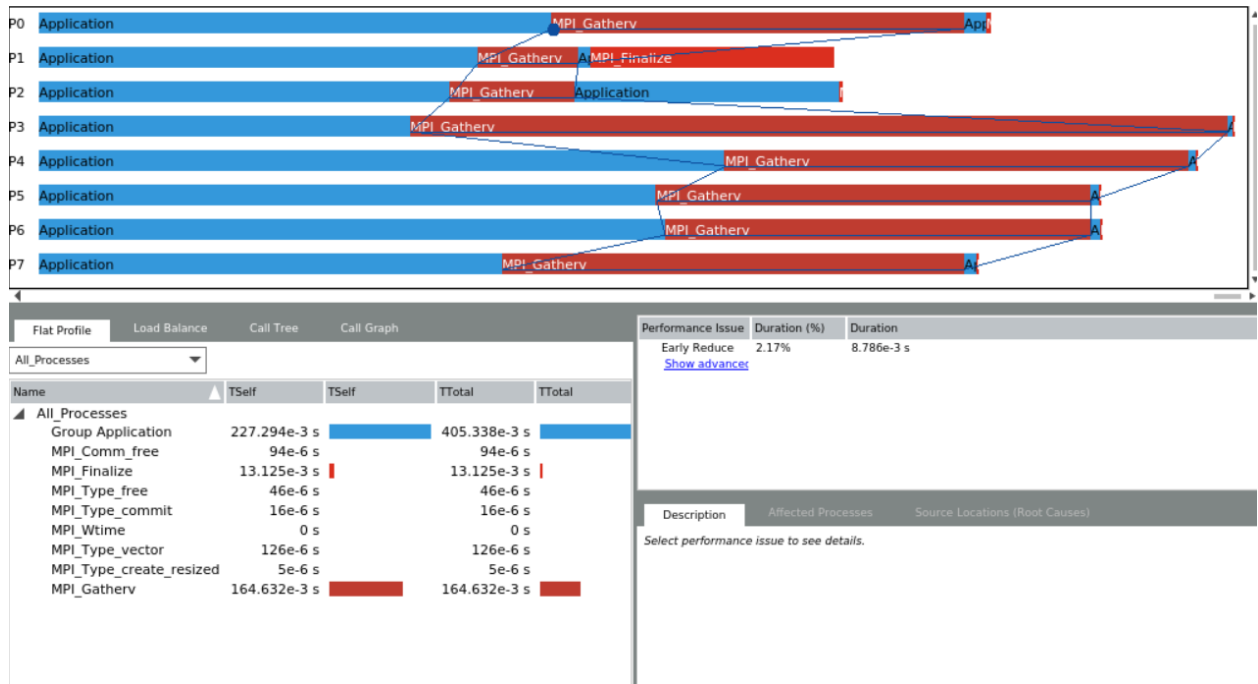 P0 Application MPI_Gatherv App
P1 Application MPI_Gatherv A MPI_Finalize
P2 Application MPI_Gatherv Application
P3 Application MPI_Gatherv A
P4 Application MPI_Gatherv A
P5 Application MPI_Gatherv A
P6 Application MPI_Gatherv A
P7 Application MPI_Gatherv A
Flat Profile Load Balance Call Tree Call Graph
All_Processes
Name TSelf TSelf TTotal TTotal
All_Processes
Group Application 227.294e-3 s 405.338e-3 s
MPI_Comm_free 94e-6 s 94e-6 s
MPI_Finalize 13.125e-3 s 13.125e-3 s
MPI_Type_free 46e-6 s 46e-6 s
MPI_Type_commit 16e-6 s 16e-6 s
MPI_Wtime 0 s 0 s
MPI_Type_vector 126e-6 s 126e-6 s
MPI_Type_create_resized 5e-6 s 5e-6 s
MPI_Gatherv 164.632e-3 s 164.632e-3 s
Performance Issue Duration (%) Duration
Early Reduce 2.17% 8.786e-3 s
Show advanced
Description Affected Processes Source Locations (Root Causes)
Select performance issue to see details.